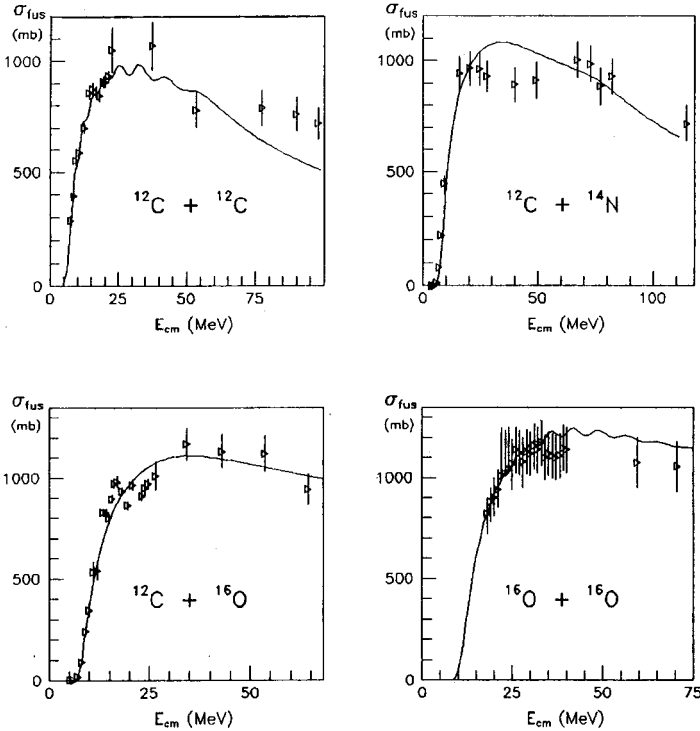 σfus
(mb)
1000
500
0
0 25 50 75
Ecm (MeV)
¹²C + ¹²C
σfus
(mb)
1000
500
0
0 50 100
Ecm (MeV)
¹²C + ¹⁴N
σfus
(mb)
1000
500
0
0 25 50
Ecm (MeV)
¹²C + ¹⁶O
σfus
(mb)
1000
500
0
0 25 50 75
Ecm (MeV)
¹⁶O + ¹⁶O